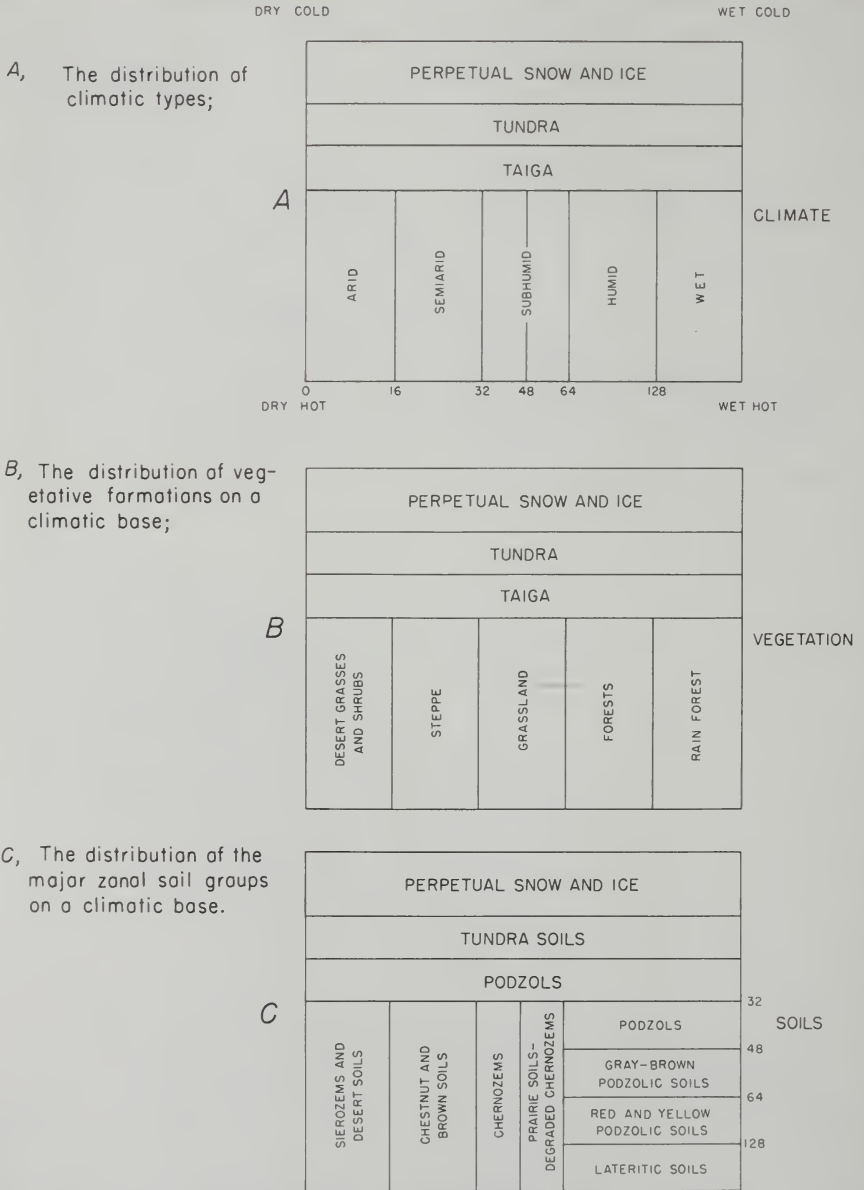 DRY COLD
WET COLD
A, The distribution of
climatic types;
PERPETUAL SNOW AND ICE
TUNDRA
TAIGA
A
CLIMATE
ARID
SEMIARID
SUBHUMID
HUMID
WET
0 16 32 48 64 128
DRY HOT
WET HOT
B, The distribution of veg-
etative formations on a
climatic base;
PERPETUAL SNOW AND ICE
TUNDRA
TAIGA
B
VEGETATION
DESERT GRASSES
AND SHRUBS
STEPPE
GRASSLAND
FORESTS
RAIN FOREST
C, The distribution of the
major zonal soil groups
on a climatic base.
PERPETUAL SNOW AND ICE
TUNDRA SOILS
PODZOLS
C
SOILS
SIEROZEMS AND
DESERT SOILS
CHESTNUT AND
BROWN SOILS
CHERNOZEMS
PRAIRIE SOILS-
DEGRADED CHERNOZEMS
32
PODZOLS
48
GRAY-BROWN
PODZOLIC SOILS
64
RED AND YELLOW
PODZOLIC SOILS
128
LATERITIC SOILS